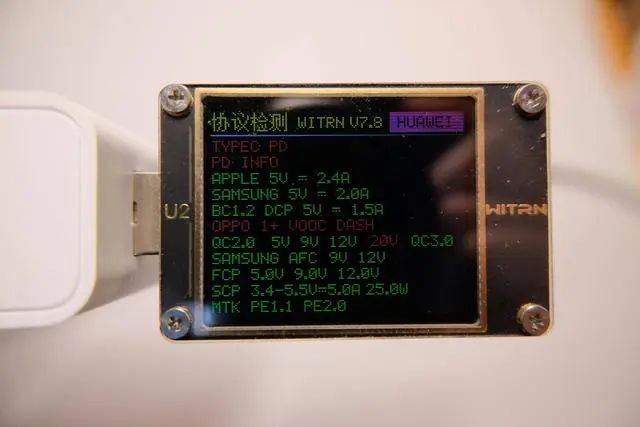 协议检测 WITRN V7.8 HUAWEI
TYPEC PD
PD INFO
APPLE 5V = 2.4A
SAMSUNG 5V = 2.0A
BC1.2 DCP 5V = 1.5A
OPPO 1+ VOOC DASH
QC2.0 5V 9V 12V 20V QC3.0
SAMSUNG AFC 9V 12V
FCP 5.0V 9.0V 12.0V
SCP 3.4-5.5V=5.0A 25.0W
MTK PE1.1 PE2.0
U2
WITRN